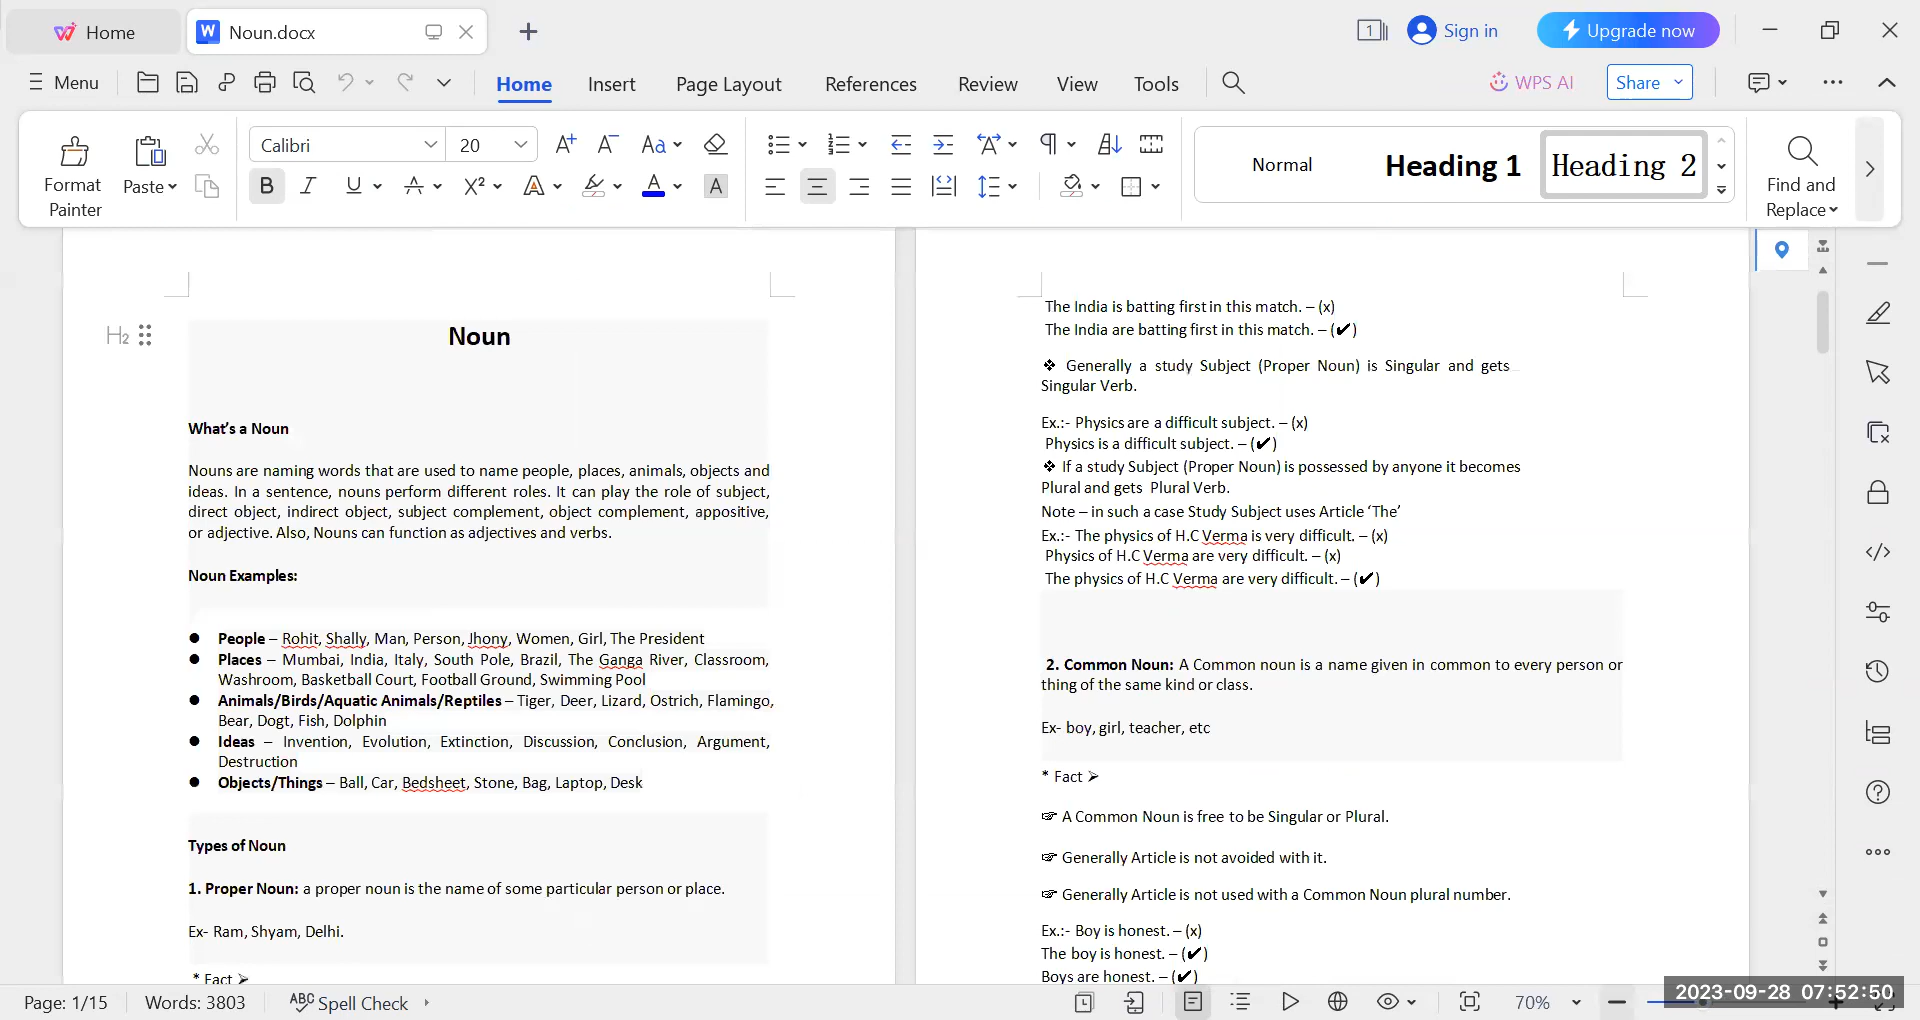 Home
Noun.docx
1
Sign in
Upgrade now
Menu
Home
Insert
Page Layout
References
Review
View
Tools
WPS AI
Share
Format
Painter
Paste
Calibri
20
Normal
Heading 1
Heading 2
Find and
Replace
H2
Noun
What's a Noun
Nouns are naming words that are used to name people, places, animals, objects and
ideas. In a sentence, nouns perform different roles. It can play the role of subject,
direct object, indirect object, subject complement, object complement, appositive,
or adjective. Also, Nouns can function as adjectives and verbs.
Noun Examples:
● People – Rohit, Shally, Man, Person, Jhony, Women, Girl, The President
● Places – Mumbai, India, Italy, South Pole, Brazil, The Ganga River, Classroom,
Washroom, Basketball Court, Football Ground, Swimming Pool
● Animals/Birds/Aquatic Animals/Reptiles – Tiger, Deer, Lizard, Ostrich, Flamingo,
Bear, Dogt, Fish, Dolphin
● Ideas – Invention, Evolution, Extinction, Discussion, Conclusion, Argument,
Destruction
● Objects/Things – Ball, Car, Bedsheet, Stone, Bag, Laptop, Desk
Types of Noun
1. Proper Noun: a proper noun is the name of some particular person or place.
Ex- Ram, Shyam, Delhi.
* Fact ➢
The India is batting first in this match. – (x)
The India are batting first in this match. – (✔)
❖ Generally a study Subject (Proper Noun) is Singular and gets
Singular Verb.
Ex.:- Physics are a difficult subject. – (x)
Physics is a difficult subject. – (✔)
❖ If a study Subject (Proper Noun) is possessed by anyone it becomes
Plural and gets Plural Verb.
Note – in such a case Study Subject uses Article ‘The’
Ex.:- The physics of H.C Verma is very difficult. – (x)
Physics of H.C Verma are very difficult. – (x)
The physics of H.C Verma are very difficult. – (✔)
2. Common Noun: A Common noun is a name given in common to every person or
thing of the same kind or class.
Ex- boy, girl, teacher, etc
* Fact ➢
☞ A Common Noun is free to be Singular or Plural.
☞ Generally Article is not avoided with it.
☞ Generally Article is not used with a Common Noun plural number.
Ex.:- Boy is honest. – (x)
The boy is honest. – (✔)
Boys are honest. – (✔)
Page: 1/15
Words: 3803
Spell Check
70%
2023-09-28 07:52:50